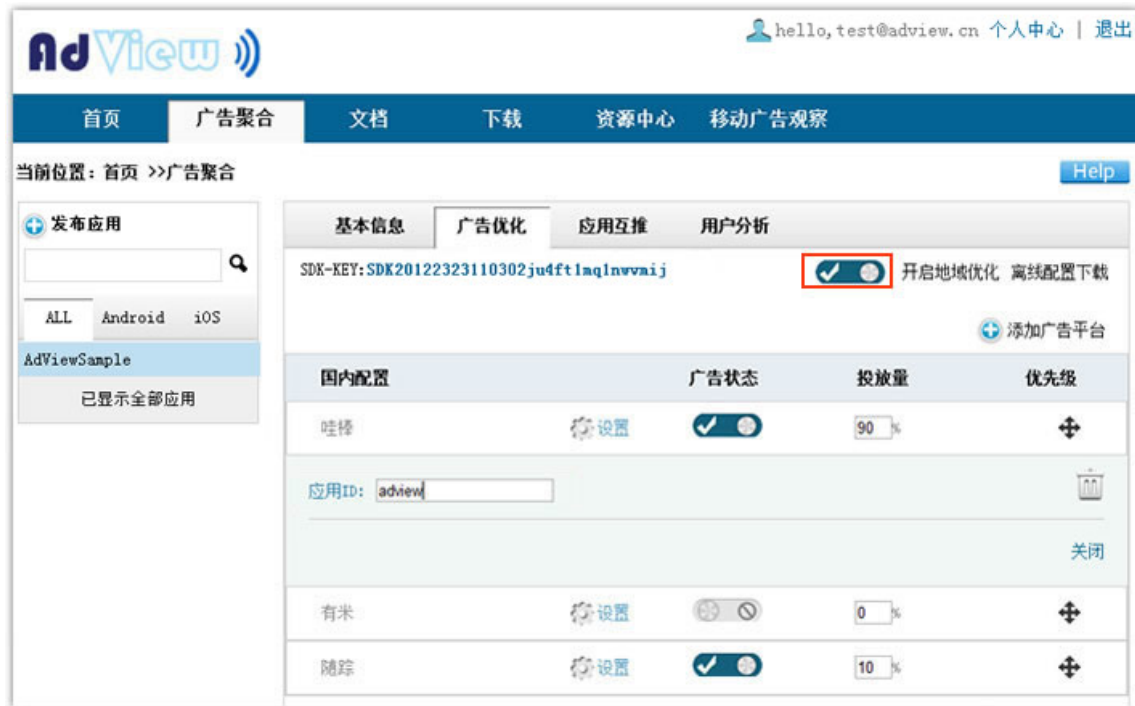 AdView
hello,test@adview.cn 个人中心 | 退出
首页 广告聚合 文档 下载 资源中心 移动广告观察
当前位置：首页 >>广告聚合
Help
发布应用
ALL Android iOS
AdViewSample
已显示全部应用
基本信息 广告优化 应用互推 用户分析
SDK-KEY:SDK20122323110302ju4ft1mq1nwvmij
开启地域优化 离线配置下载
添加广告平台
国内配置 广告状态 投放量 优先级
哇棒 设置 90 %
应用ID: adview
关闭
有米 设置 0 %
随踪 设置 10 %